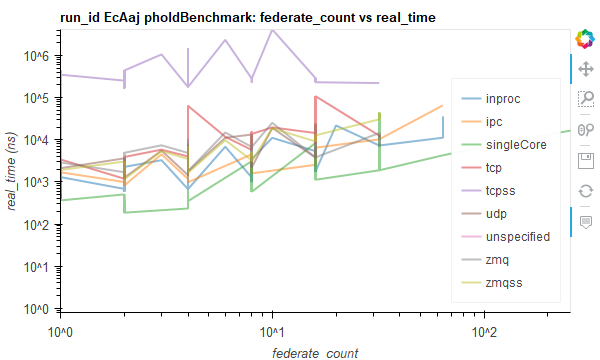 run_id EcAaj pholdBenchmark: federate_count vs real_time
10^6
10^5
10^4
10^3
10^2
10^1
10^0
real_time (ns)
10^0
10^1
10^2
federate_count
inproc
ipc
singleCore
tcp
tcpss
udp
unspecified
zmq
zmqss